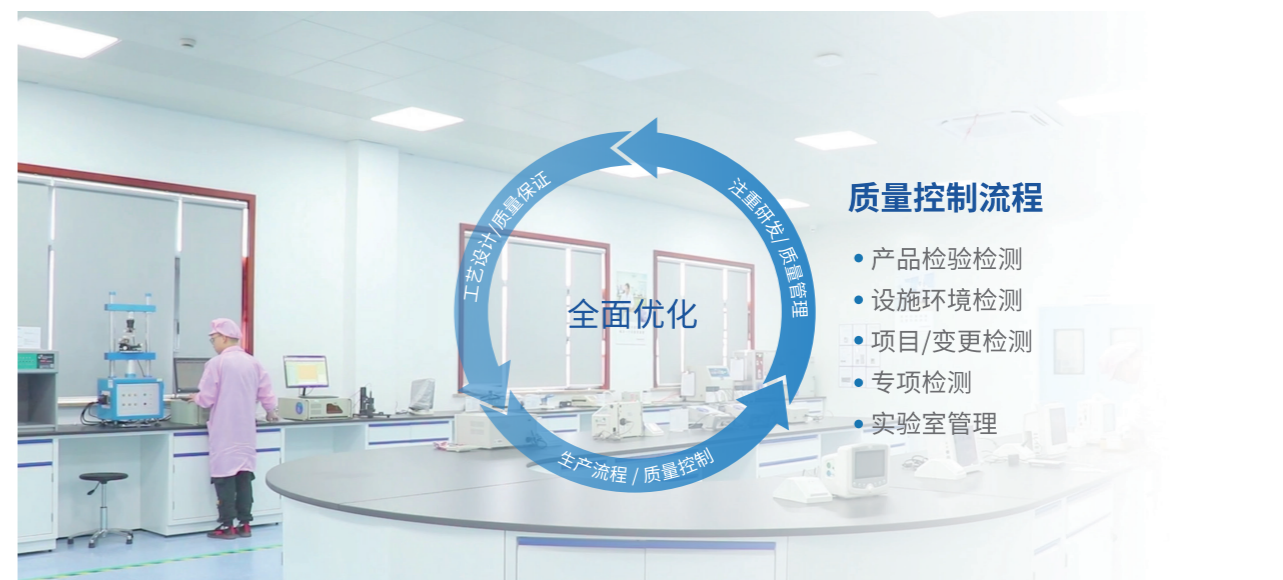 工艺设计/质量保证
注重研发/ 质量管理
全面优化
生产流程 / 质量控制
质量控制流程
• 产品检验检测
• 设施环境检测
• 项目/变更检测
• 专项检测
• 实验室管理